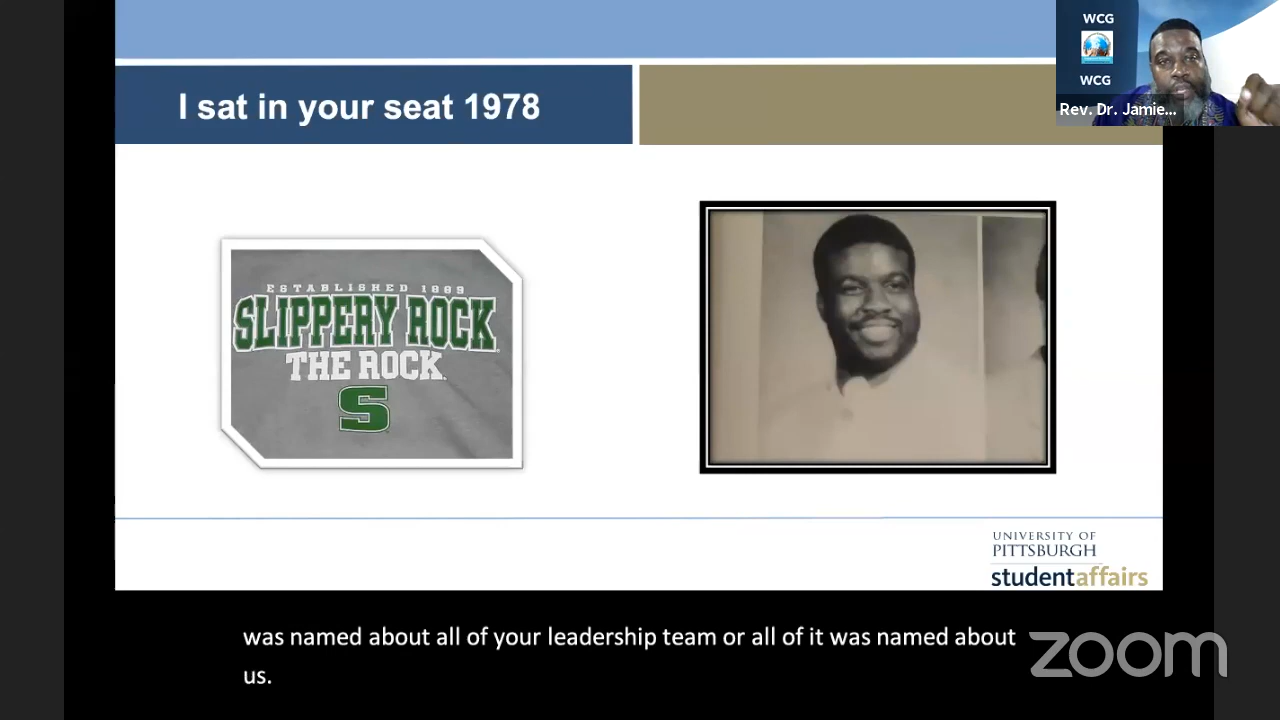 WCG
WCG
Rev. Dr. Jamie...
I sat in your seat 1978
ESTABLISHED 1889
SLIPPERY ROCK
THE ROCK
S
UNIVERSITY OF
PITTSBURGH
studentaffairs
was named about all of your leadership team or all of it was named about
us.
zoom